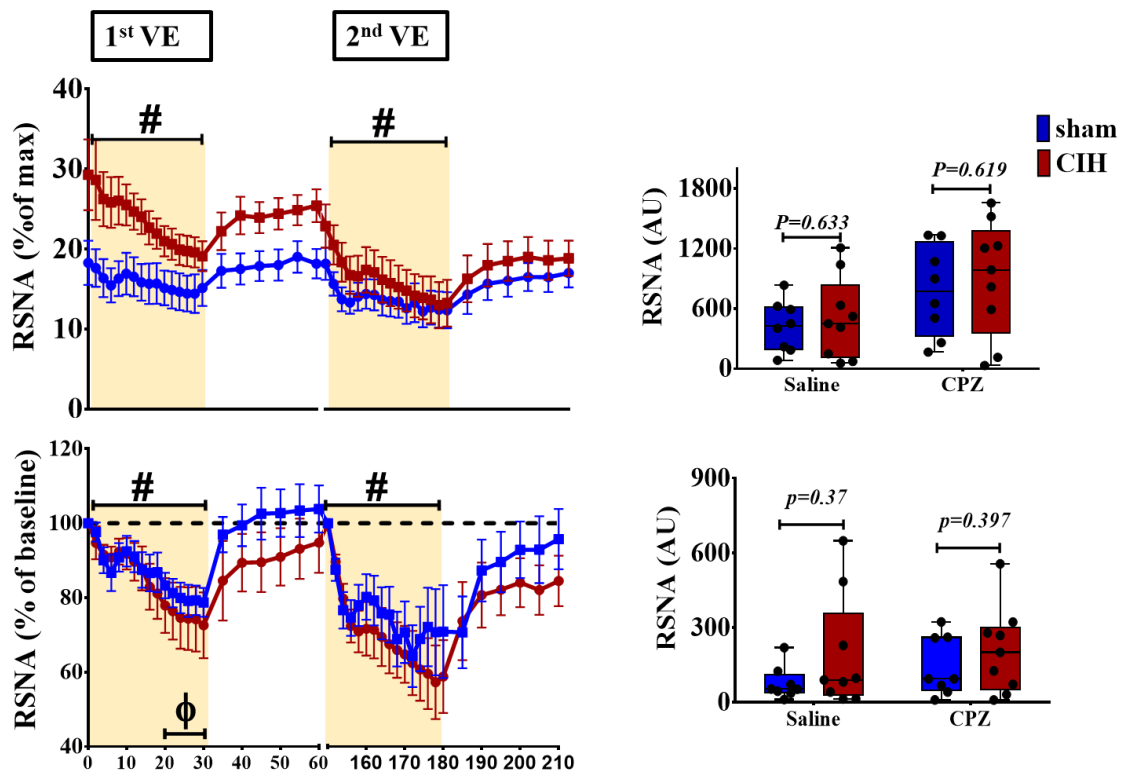 1st VE
2nd VE
RSNA (%of max)
40
30
20
10
0
#
#
RSNA (% of baseline)
120
100
80
60
40
#
#
ϕ
0 10 20 30 40 50 60 160 170 180 190 200 210
sham
CIH
RSNA (AU)
1800
1200
600
0
P=0.633
P=0.619
Saline CPZ
RSNA (AU)
900
600
300
0
p=0.37
p=0.397
Saline CPZ